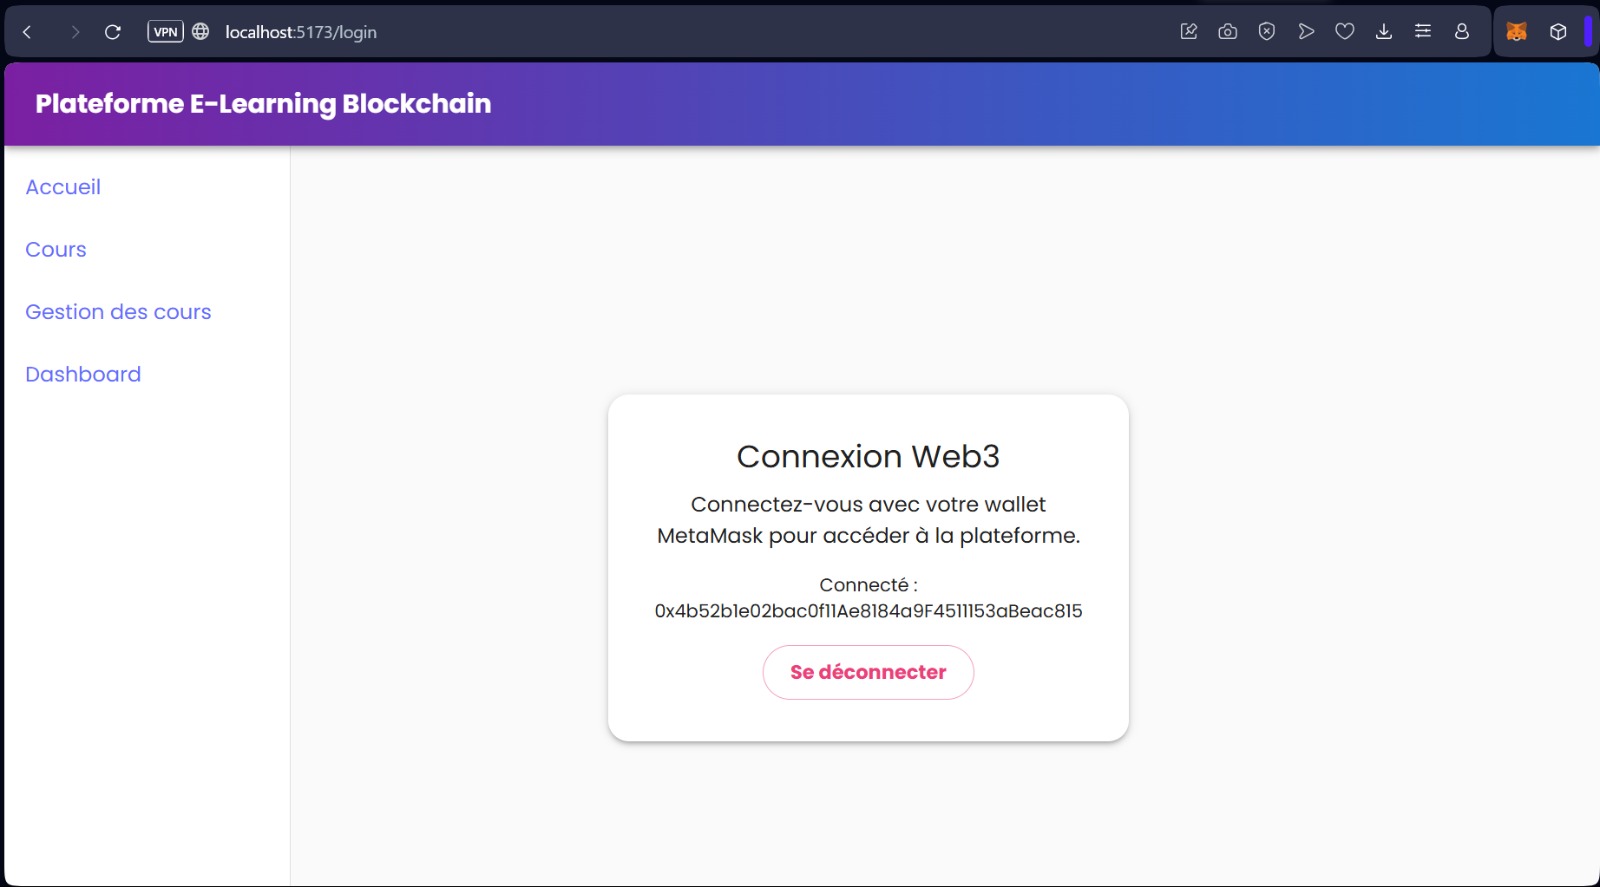 VPN
localhost:5173/login
Plateforme E-Learning Blockchain
Accueil
Cours
Gestion des cours
Dashboard
Connexion Web3
Connectez-vous avec votre wallet
MetaMask pour accéder à la plateforme.
Connecté :
0x4b52b1e02bac0f11Ae8184a9F4511153aBeac815
Se déconnecter